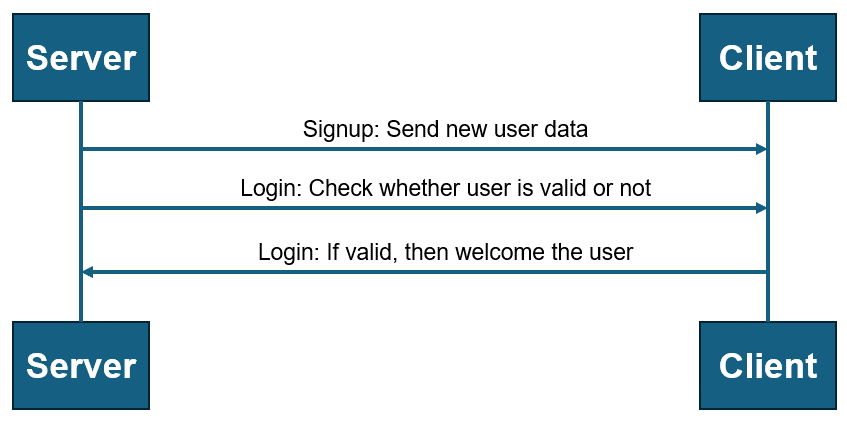 Server
Client
Signup: Send new user data
Login: Check whether user is valid or not
Login: If valid, then welcome the user
Server
Client